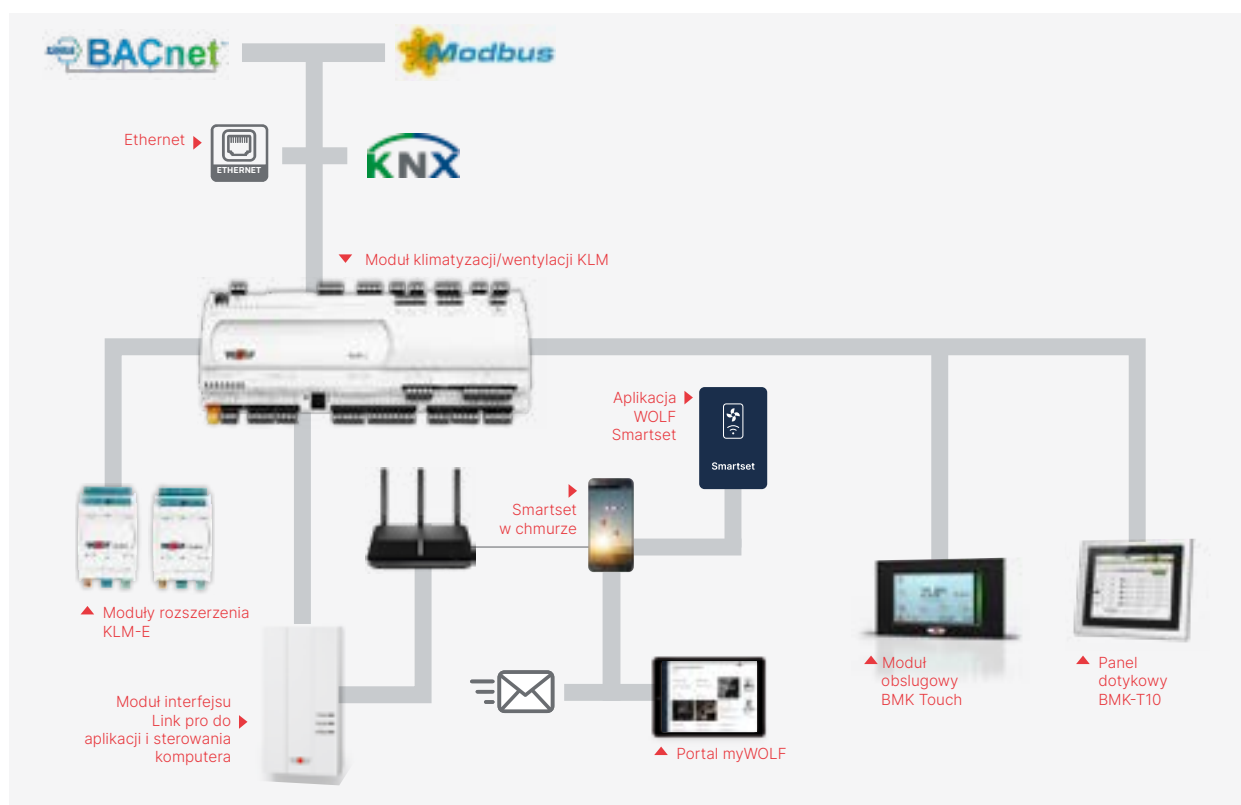 BACnet
Modbus
Ethernet
ETHERNET
KNX
Moduł klimatyzacji/wentylacji KLM
WOLF
Aplikacja
WOLF
Smartset
Smartset
Smartset
w chmurze
Moduły rozszerzenia
KLM-E
Moduł
obsługowy
BMK Touch
Panel
dotykowy
BMK-T10
Moduł interfejsu
Link pro do
aplikacji i sterowania
komputera
Portal myWOLF